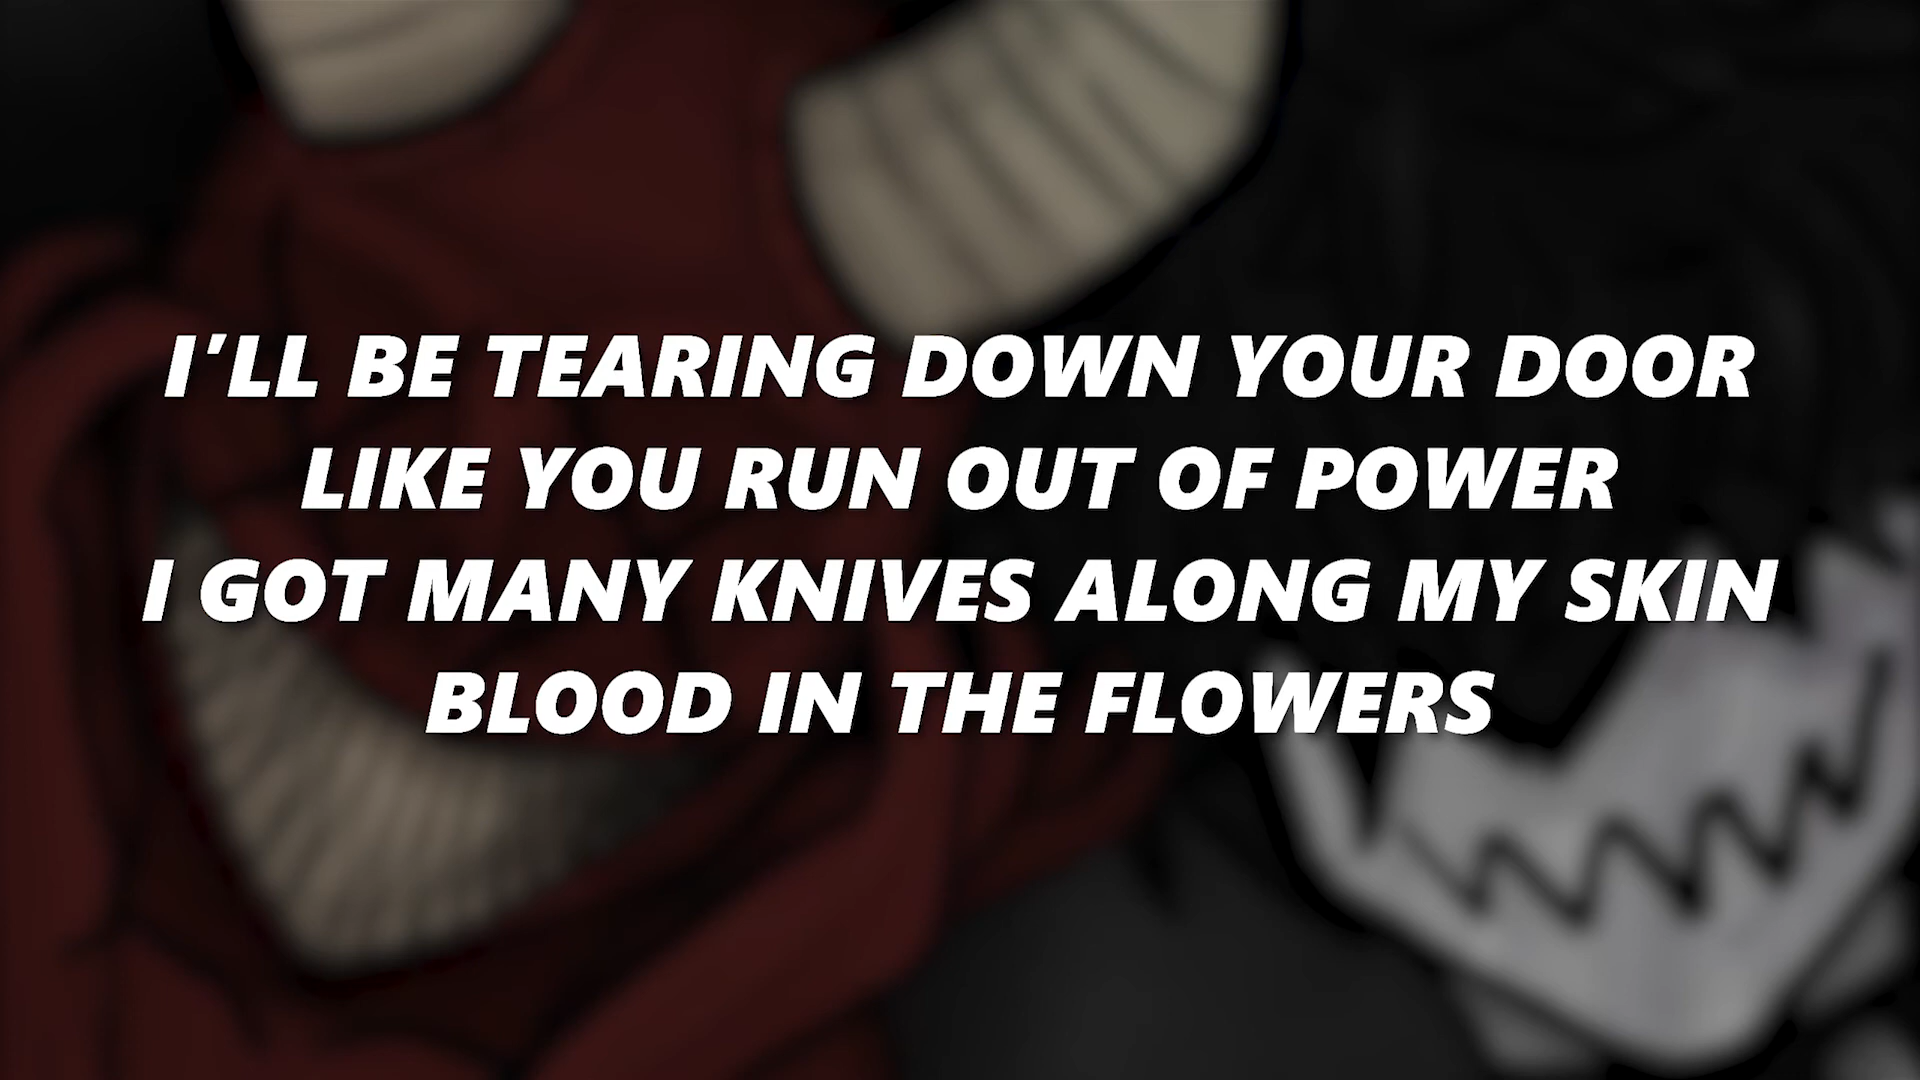 I'LL BE TEARING DOWN YOUR DOOR
LIKE YOU RUN OUT OF POWER
I GOT MANY KNIVES ALONG MY SKIN
BLOOD IN THE FLOWERS